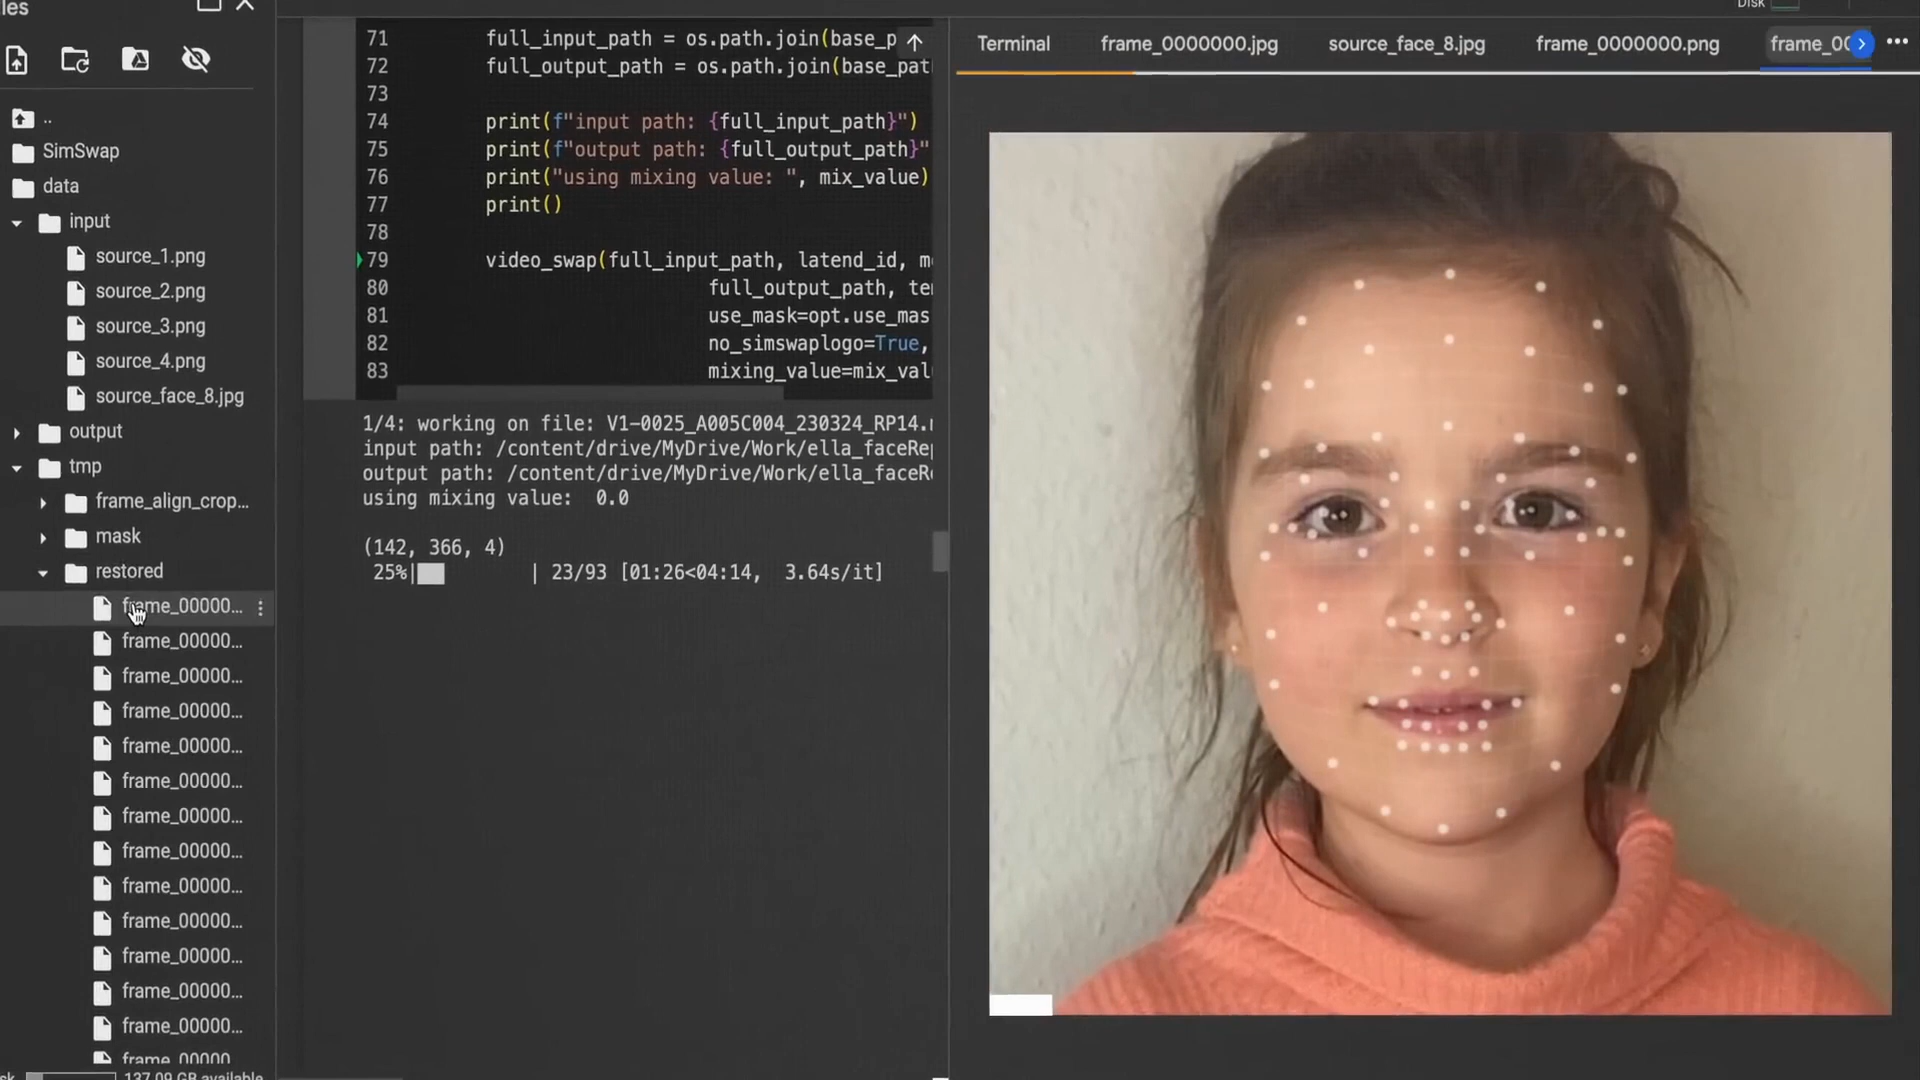 les
Disk
..
SimSwap
data
input
source_1.png
source_2.png
source_3.png
source_4.png
source_face_8.jpg
output
tmp
frame_align_crop...
mask
restored
frame_00000...
frame_00000...
frame_00000...
frame_00000...
frame_00000...
frame_00000...
frame_00000...
frame_00000...
frame_00000...
frame_00000...
frame_00000...
frame_00000...
frame_00000...
frame_00000
sk 137.09 GB available
71 full_input_path = os.path.join(base_p
72 full_output_path = os.path.join(base_pat
73
74 print(f"input path: {full_input_path}")
75 print(f"output path: {full_output_path}"
76 print("using mixing value: ", mix_value)
77 print()
78
79 video_swap(full_input_path, latend_id, m
80 full_output_path, te
81 use_mask=opt.use_mas
82 no_simswaplogo=True,
83 mixing_value=mix_val
1/4: working on file: V1-0025_A005C004_230324_RP14.
input path: /content/drive/MyDrive/Work/ella_faceRep
output path: /content/drive/MyDrive/Work/ella_faceRe
using mixing value: 0.0
(142, 366, 4)
25%| | 23/93 [01:26<04:14, 3.64s/it]
Terminal frame_0000000.jpg source_face_8.jpg frame_0000000.png frame_00